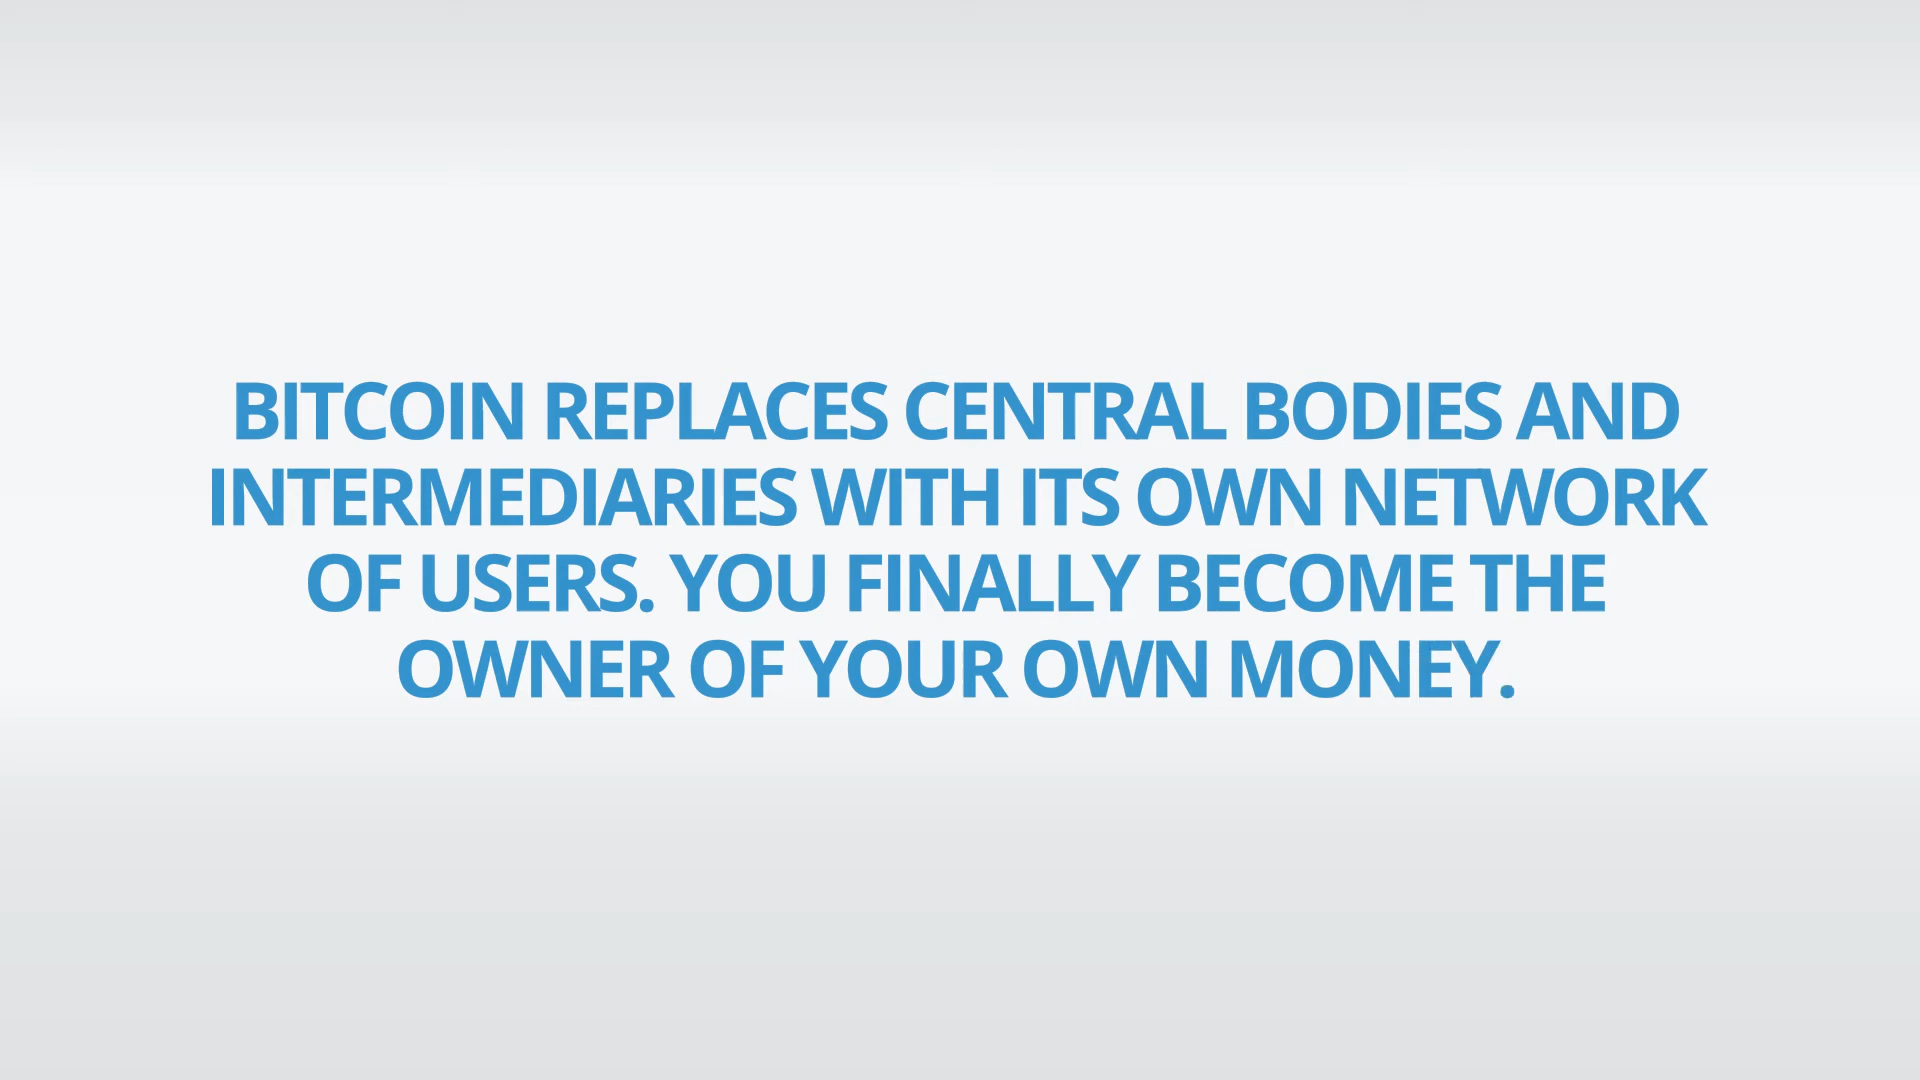 BITCOIN REPLACES CENTRAL BODIES AND
INTERMEDIARIES WITH ITS OWN NETWORK
OF USERS. YOU FINALLY BECOME THE
OWNER OF YOUR OWN MONEY.